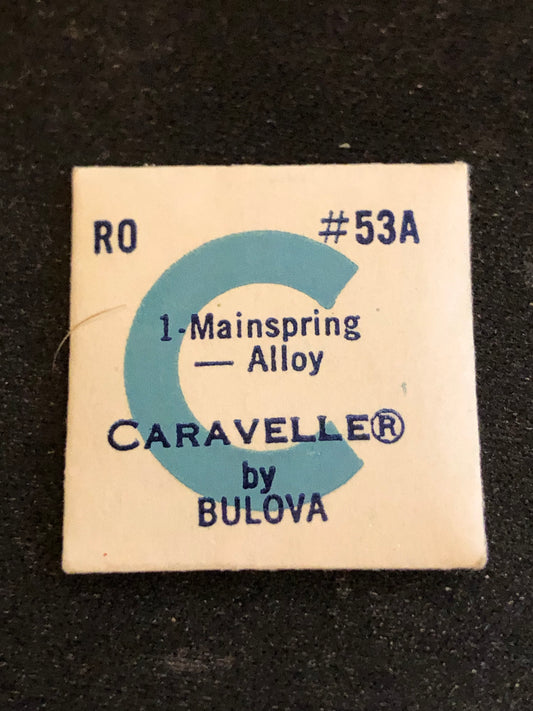 RO #53A
1-Mainspring
— Alloy
CARAVELLE®
by
BULOVA